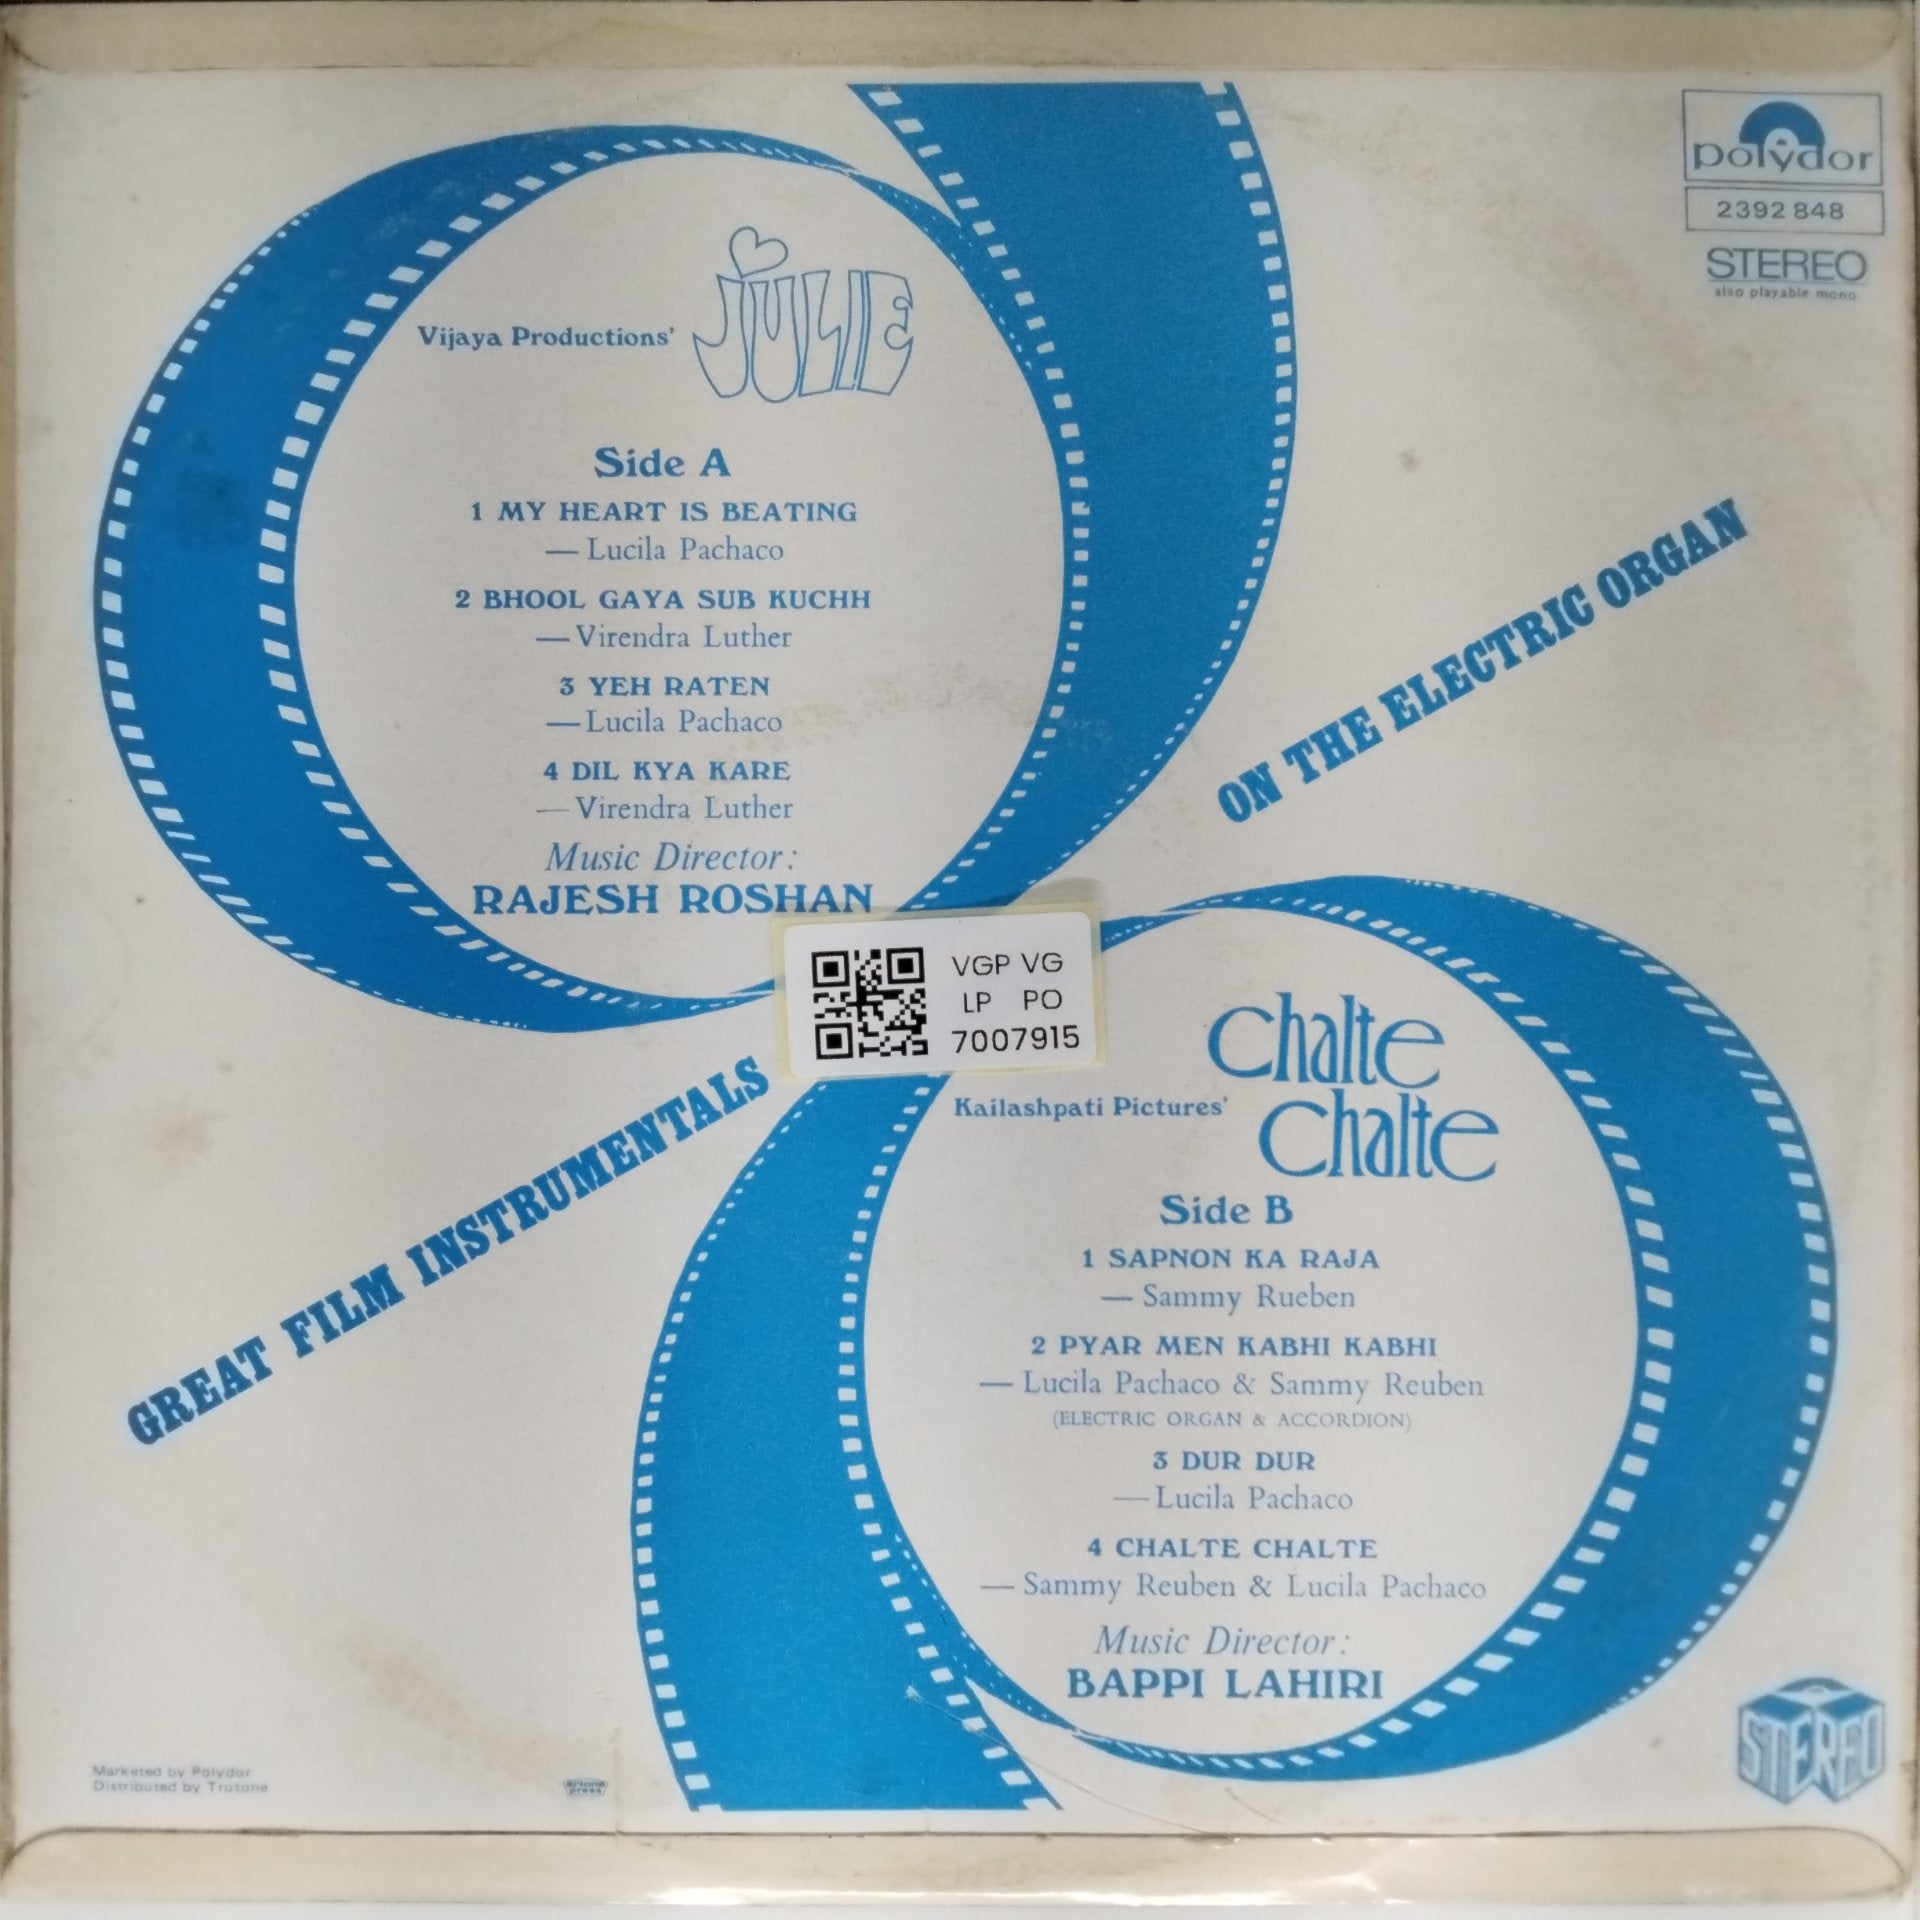 polydor
2392 848
STEREO
also playable mono
Vijaya Productions' JULIE
Side A
1 MY HEART IS BEATING
— Lucila Pachaco
2 BHOOL GAYA SUB KUCHH
— Virendra Luther
3 YEH RATEN
— Lucila Pachaco
4 DIL KYA KARE
— Virendra Luther
Music Director:
RAJESH ROSHAN
ON THE ELECTRIC ORGAN
VGP VG
LP PO
7007915
GREAT FILM INSTRUMENTALS
Chalte
Kailashpati Pictures' Chalte
Side B
1 SAPNON KA RAJA
— Sammy Rueben
2 PYAR MEN KABHI KABHI
— Lucila Pachaco & Sammy Reuben
(ELECTRIC ORGAN & ACCORDION)
3 DUR DUR
— Lucila Pachaco
4 CHALTE CHALTE
— Sammy Reuben & Lucila Pachaco
Music Director:
BAPPI LAHIRI
STEREO
Marketed by Polydor
Distributed by Trutone
artone
press